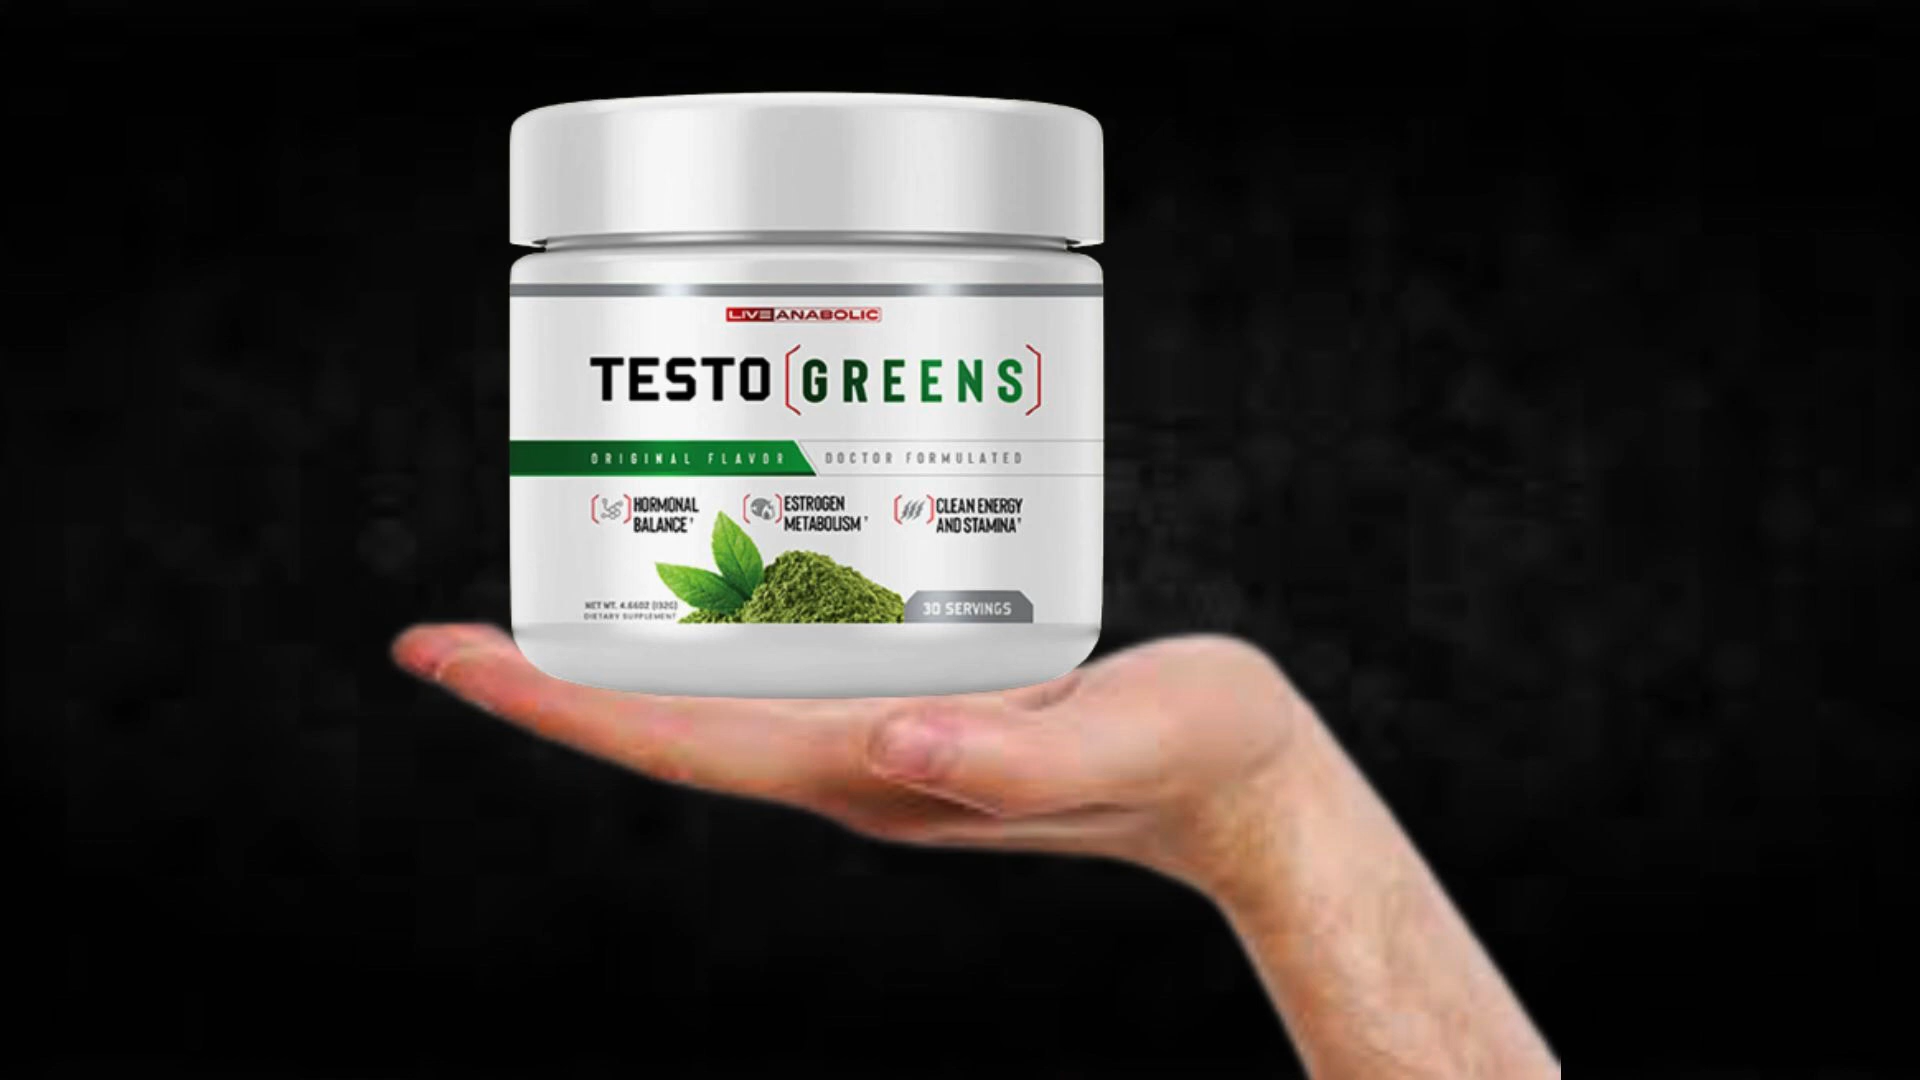 LIVE ANABOLIC
TESTO [GREENS]
ORIGINAL FLAVOR DOCTOR FORMULATED
HORMONAL
BALANCE†
ESTROGEN
METABOLISM†
CLEAN ENERGY
AND STAMINA†
NET WT. 4.66OZ (132G)
DIETARY SUPPLEMENT
30 SERVINGS